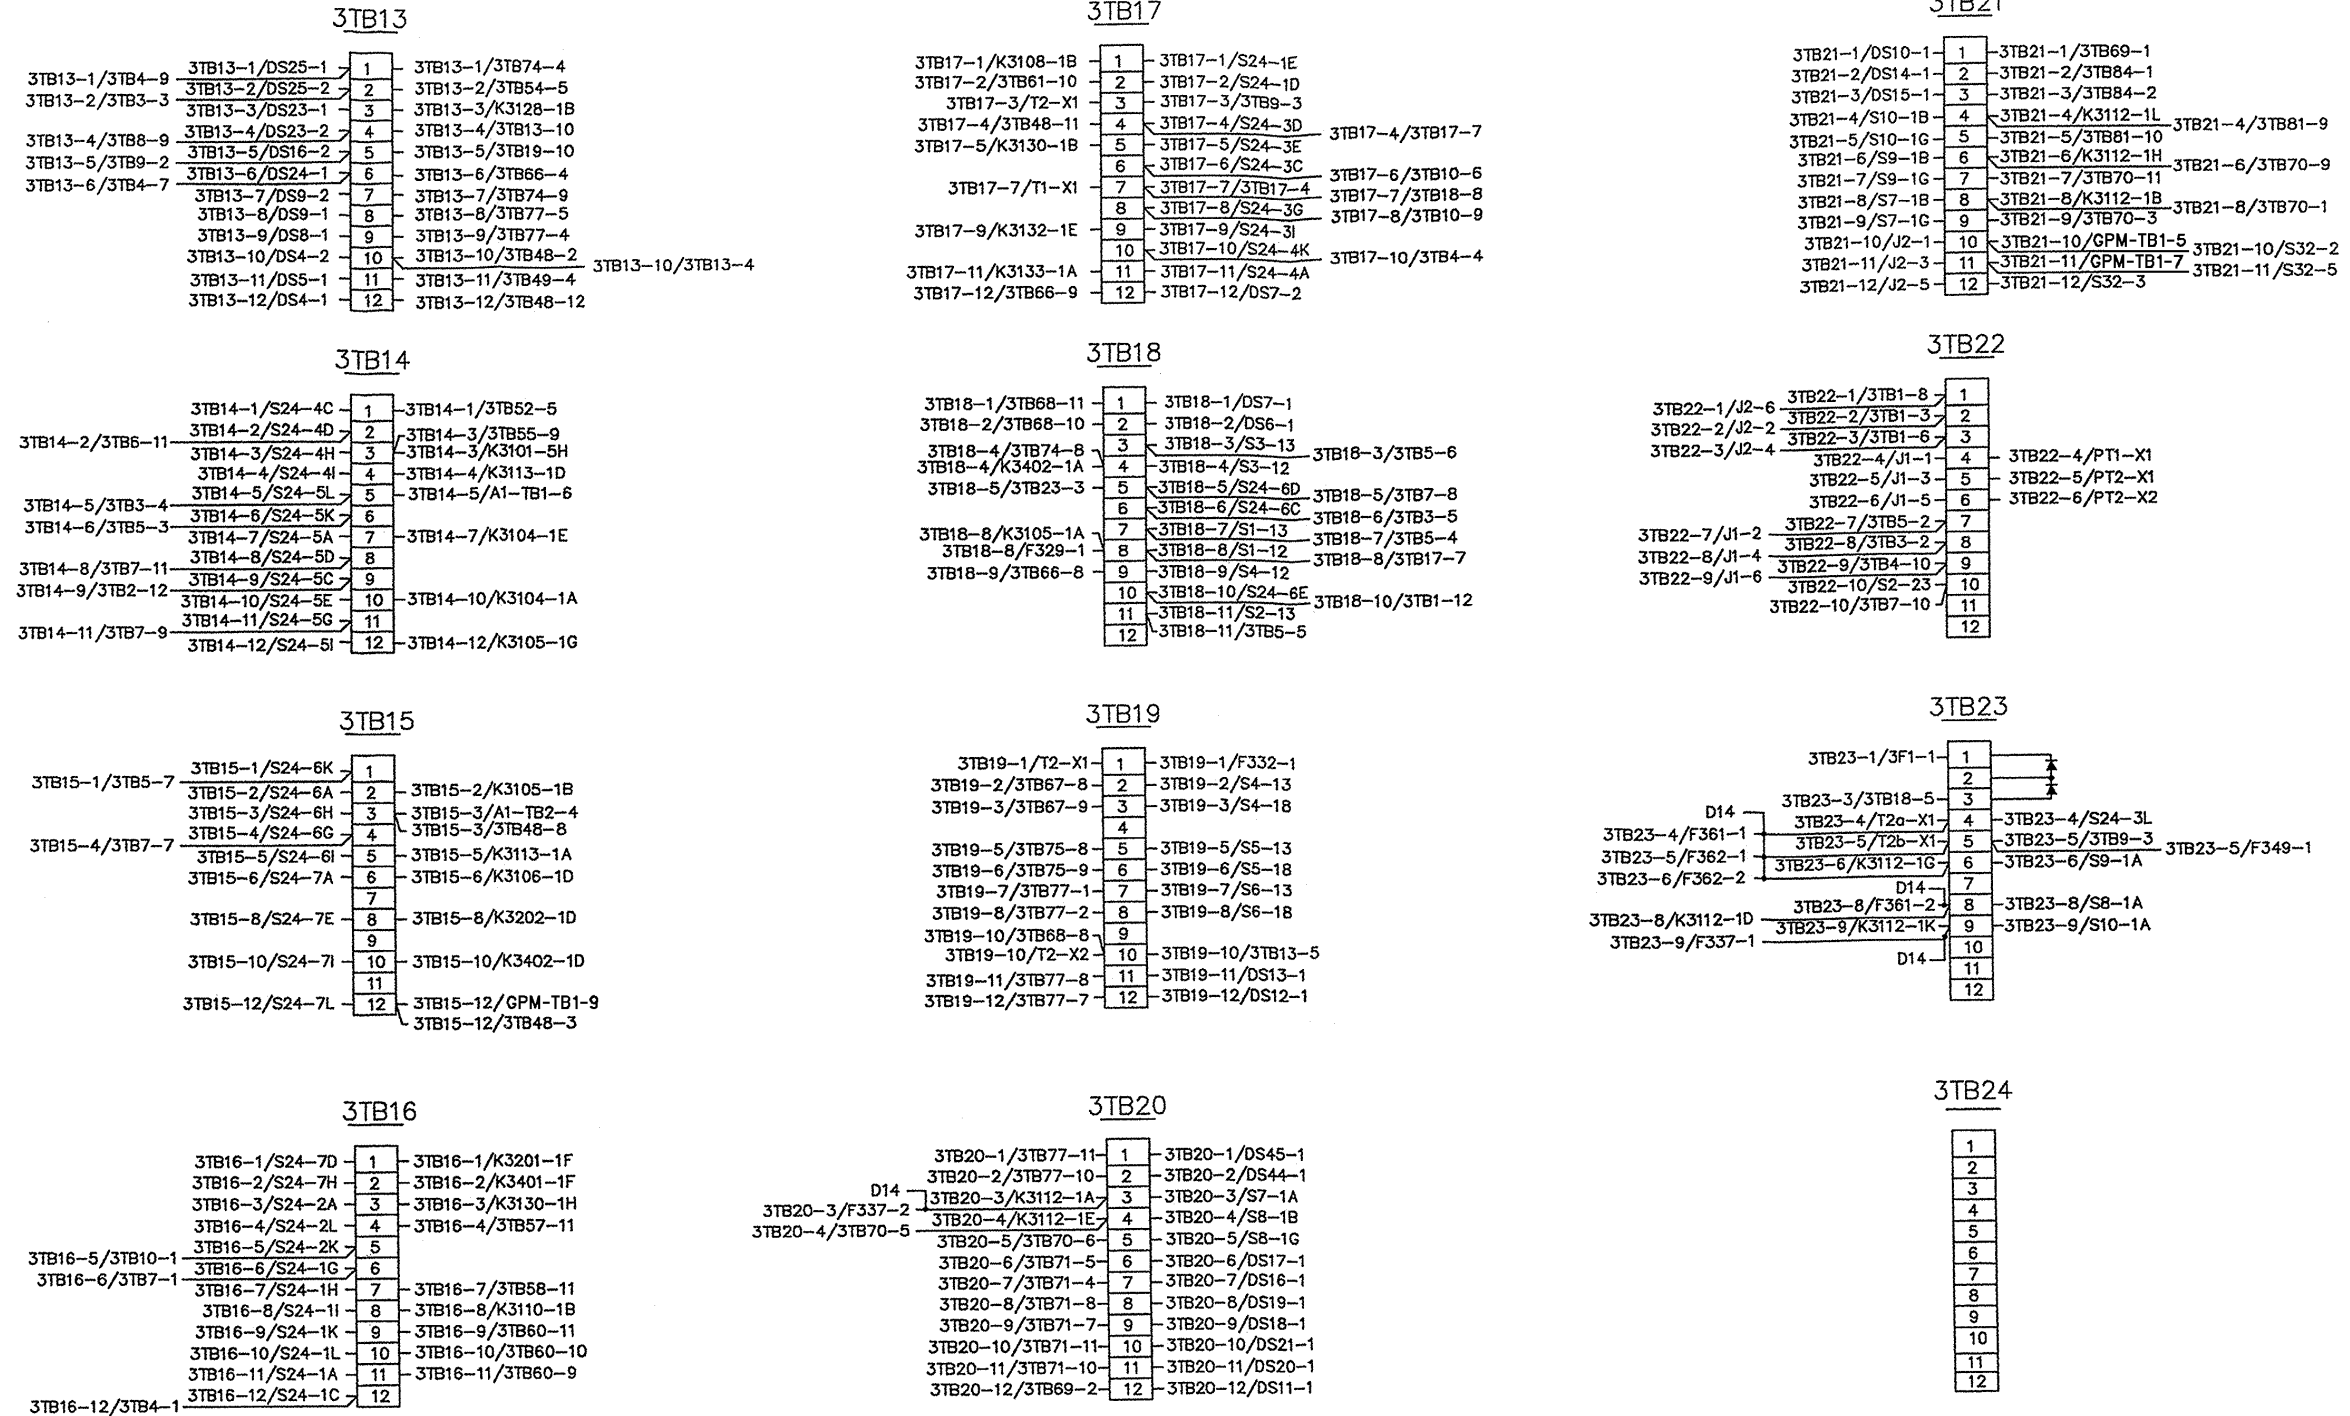 3TB13
3TB13-1/DS25-1 1 3TB13-1/3TB74-4
3TB13-1/3TB4-9
3TB13-2/DS25-2 2 3TB13-2/3TB54-5
3TB13-2/3TB3-3
3TB13-3/DS23-1 3 3TB13-3/K3128-1B
3TB13-4/DS23-2 4 3TB13-4/3TB13-10
3TB13-4/3TB8-9
3TB13-5/DS16-2 5 3TB13-5/3TB19-10
3TB13-5/3TB9-2
3TB13-6/DS24-1 6 3TB13-6/3TB66-4
3TB13-6/3TB4-7
3TB13-7/DS9-2 7 3TB13-7/3TB74-9
3TB13-8/DS9-1 8 3TB13-8/3TB77-5
3TB13-9/DS8-1 9 3TB13-9/3TB77-4
3TB13-10/DS4-2 10 3TB13-10/3TB48-2
3TB13-10/3TB13-4
3TB13-11/DS5-1 11 3TB13-11/3TB49-4
3TB13-12/DS4-1 12 3TB13-12/3TB48-12
3TB14
3TB14-1/S24-4C 1 3TB14-1/3TB52-5
3TB14-2/S24-4D 2
3TB14-2/3TB6-11
3TB14-3/3TB55-9
3TB14-3/S24-4H 3 3TB14-3/K3101-5H
3TB14-4/S24-4I 4 3TB14-4/K3113-1D
3TB14-5/S24-5L 5 3TB14-5/A1-TB1-6
3TB14-5/3TB3-4
3TB14-6/S24-5K 6
3TB14-6/3TB5-3
3TB14-7/S24-5A 7 3TB14-7/K3104-1E
3TB14-8/S24-5D 8
3TB14-8/3TB7-11
3TB14-9/S24-5C 9
3TB14-9/3TB2-12
3TB14-10/S24-5E 10 3TB14-10/K3104-1A
3TB14-11/S24-5G 11
3TB14-11/3TB7-9
3TB14-12/S24-5I 12 3TB14-12/K3105-1G
3TB15
3TB15-1/S24-6K 1
3TB15-1/3TB5-7
3TB15-2/S24-6A 2 3TB15-2/K3105-1B
3TB15-3/S24-6H 3 3TB15-3/A1-TB2-4
3TB15-3/3TB48-8
3TB15-4/S24-6G 4
3TB15-4/3TB7-7
3TB15-5/S24-6I 5 3TB15-5/K3113-1A
3TB15-6/S24-7A 6 3TB15-6/K3106-1D
7
3TB15-8/S24-7E 8 3TB15-8/K3202-1D
9
3TB15-10/S24-7I 10 3TB15-10/K3402-1D
11
3TB15-12/S24-7L 12 3TB15-12/GPM-TB1-9
3TB15-12/3TB48-3
3TB16
3TB16-1/S24-7D 1 3TB16-1/K3201-1F
3TB16-2/S24-7H 2 3TB16-2/K3401-1F
3TB16-3/S24-2A 3 3TB16-3/K3130-1H
3TB16-4/S24-2L 4 3TB16-4/3TB57-11
3TB16-5/S24-2K 5
3TB16-5/3TB10-1
3TB16-6/S24-1G 6
3TB16-6/3TB7-1
3TB16-7/S24-1H 7 3TB16-7/3TB58-11
3TB16-8/S24-1I 8 3TB16-8/K3110-1B
3TB16-9/S24-1K 9 3TB16-9/3TB60-11
3TB16-10/S24-1L 10 3TB16-10/3TB60-10
3TB16-11/S24-1A 11 3TB16-11/3TB60-9
3TB16-12/S24-1C 12
3TB16-12/3TB4-1
3TB17
3TB17-1/K3108-1B 1 3TB17-1/S24-1E
3TB17-2/3TB61-10 2 3TB17-2/S24-1D
3TB17-3/T2-X1 3 3TB17-3/3TB9-3
3TB17-4/3TB48-11 4 3TB17-4/S24-3D
3TB17-4/3TB17-7
3TB17-5/K3130-1B 5 3TB17-5/S24-3E
6 3TB17-6/S24-3C
3TB17-6/3TB10-6
3TB17-7/T1-X1 7 3TB17-7/3TB17-4
3TB17-7/3TB18-8
8 3TB17-8/S24-3G
3TB17-8/3TB10-9
3TB17-9/K3132-1E 9 3TB17-9/S24-3I
10 3TB17-10/S24-4K
3TB17-10/3TB4-4
3TB17-11/K3133-1A 11 3TB17-11/S24-4A
3TB17-12/3TB66-9 12 3TB17-12/DS7-2
3TB18
3TB18-1/3TB68-11 1 3TB18-1/DS7-1
3TB18-2/3TB68-10 2 3TB18-2/DS6-1
3 3TB18-3/S3-13
3TB18-3/3TB5-6
3TB18-4/3TB74-8
3TB18-4/K3402-1A 4 3TB18-4/S3-12
3TB18-5/3TB23-3 5 3TB18-5/S24-6D
3TB18-5/3TB7-8
6 3TB18-6/S24-6C
3TB18-6/3TB3-5
7 3TB18-7/S1-13
3TB18-7/3TB5-4
3TB18-8/K3105-1A
3TB18-8/F329-1 8 3TB18-8/S1-12
3TB18-8/3TB17-7
3TB18-9/3TB66-8 9 3TB18-9/S4-12
10 3TB18-10/S24-6E
3TB18-10/3TB1-12
11 3TB18-11/S2-13
12 3TB18-11/3TB5-5
3TB19
3TB19-1/T2-X1 1 3TB19-1/F332-1
3TB19-2/3TB67-8 2 3TB19-2/S4-13
3TB19-3/3TB67-9 3 3TB19-3/S4-18
4
3TB19-5/3TB75-8 5 3TB19-5/S5-13
3TB19-6/3TB75-9 6 3TB19-6/S5-18
3TB19-7/3TB77-1 7 3TB19-7/S6-13
3TB19-8/3TB77-2 8 3TB19-8/S6-18
3TB19-10/3TB68-8 9
3TB19-10/T2-X2 10 3TB19-10/3TB13-5
3TB19-11/3TB77-8 11 3TB19-11/DS13-1
3TB19-12/3TB77-7 12 3TB19-12/DS12-1
3TB20
3TB20-1/3TB77-11 1 3TB20-1/DS45-1
3TB20-2/3TB77-10 2 3TB20-2/DS44-1
D14 3TB20-3/K3112-1A 3 3TB20-3/S7-1A
3TB20-3/F337-2
3TB20-4/K3112-1E 4 3TB20-4/S8-1B
3TB20-4/3TB70-5
3TB20-5/3TB70-6 5 3TB20-5/S8-1G
3TB20-6/3TB71-5 6 3TB20-6/DS17-1
3TB20-7/3TB71-4 7 3TB20-7/DS16-1
3TB20-8/3TB71-8 8 3TB20-8/DS19-1
3TB20-9/3TB71-7 9 3TB20-9/DS18-1
3TB20-10/3TB71-11 10 3TB20-10/DS21-1
3TB20-11/3TB71-10 11 3TB20-11/DS20-1
3TB20-12/3TB69-2 12 3TB20-12/DS11-1
3TB21
3TB21-1/DS10-1 1 3TB21-1/3TB69-1
3TB21-2/DS14-1 2 3TB21-2/3TB84-1
3TB21-3/DS15-1 3 3TB21-3/3TB84-2
3TB21-4/S10-1B 4 3TB21-4/K3112-1L
3TB21-4/3TB81-9
3TB21-5/S10-1G 5 3TB21-5/3TB81-10
3TB21-6/S9-1B 6 3TB21-6/K3112-1H
3TB21-6/3TB70-9
3TB21-7/S9-1G 7 3TB21-7/3TB70-11
3TB21-8/S7-1B 8 3TB21-8/K3112-1B
3TB21-8/3TB70-1
3TB21-9/S7-1G 9 3TB21-9/3TB70-3
3TB21-10/J2-1 10 3TB21-10/GPM-TB1-5
3TB21-10/S32-2
3TB21-11/J2-3 11 3TB21-11/GPM-TB1-7
3TB21-11/S32-5
3TB21-12/J2-5 12 3TB21-12/S32-3
3TB22
3TB22-1/3TB1-8 1
3TB22-1/J2-6
3TB22-2/3TB1-3 2
3TB22-2/J2-2
3TB22-3/3TB1-6 3
3TB22-3/J2-4
3TB22-4/J1-1 4 3TB22-4/PT1-X1
3TB22-5/J1-3 5 3TB22-5/PT2-X1
3TB22-6/J1-5 6 3TB22-6/PT2-X2
3TB22-7/3TB5-2 7
3TB22-7/J1-2
3TB22-8/3TB3-2 8
3TB22-8/J1-4
3TB22-9/3TB4-10 9
3TB22-9/J1-6
3TB22-10/S2-23 10
3TB22-10/3TB7-10 11
12
3TB23
3TB23-1/3F1-1 1
2
3TB23-3/3TB18-5 3
D14
3TB23-4/T2a-X1 4 3TB23-4/S24-3L
3TB23-4/F361-1
3TB23-5/T2b-X1 5 3TB23-5/3TB9-3
3TB23-5/F349-1
3TB23-5/F362-1
3TB23-6/K3112-1G 6 3TB23-6/S9-1A
3TB23-6/F362-2
D14 7
3TB23-8/F361-2 8 3TB23-8/S8-1A
3TB23-8/K3112-1D
3TB23-9/K3112-1K 9 3TB23-9/S10-1A
3TB23-9/F337-1
D14 10
11
12
3TB24
1
2
3
4
5
6
7
8
9
10
11
12